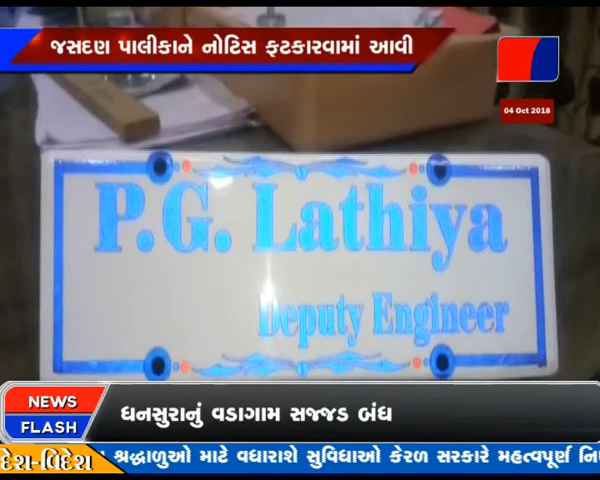 જસદણ પાલીકાને નોટિસ ફટકારવામાં આવી
04 Oct 2018
P.G. Lathiya
Deputy Engineer
NEWS
FLASH
ધનસુરાનું વડાગામ સજ્જડ બંધ
દેશ-વિદેશ
શ્રદ્ધાળુઓ માટે વધારાશે સુવિધાઓ કેરળ સરકારે મહત્વપૂર્ણ